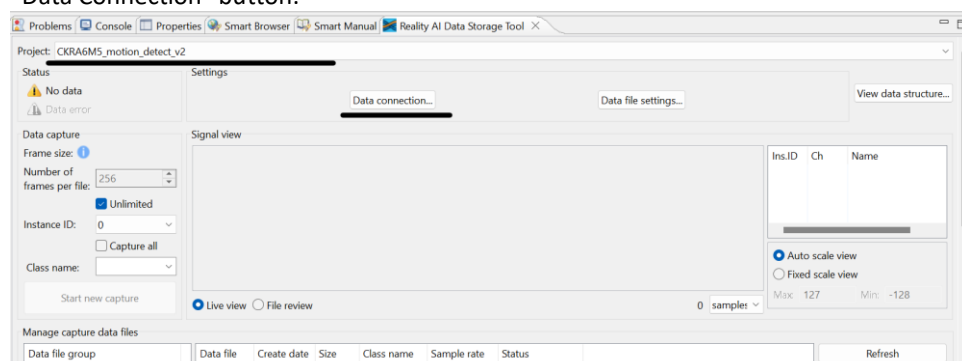 Data Connection" button.
Problems Console Properties Smart Browser Smart Manual Reality AI Data Storage Tool
Project: CKRA6M5_motion_detect_v2
Status
Settings
No data
Data error
Data connection...
Data file settings...
View data structure...
Data capture
Signal view
Frame size:
Number of
frames per file:
256
Unlimited
Instance ID: 0
Capture all
Class name:
Start new capture
Ins.ID Ch Name
Auto scale view
Fixed scale view
Max: 127 Min: -128
Live view File review
0 samples
Manage capture data files
Data file group
Data file Create date Size Class name Sample rate Status
Refresh